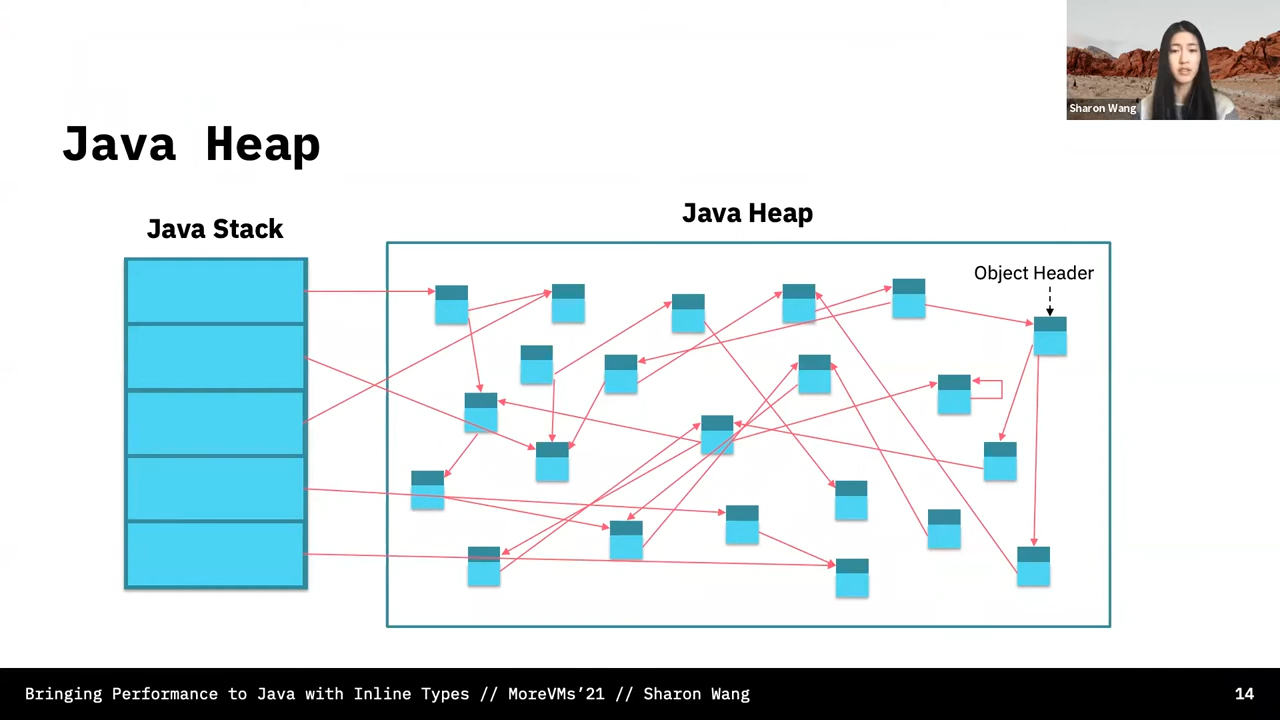 Sharon Wang
Java Heap
Java Stack
Java Heap
Object Header
Bringing Performance to Java with Inline Types // MoreVMs’21 // Sharon Wang
14